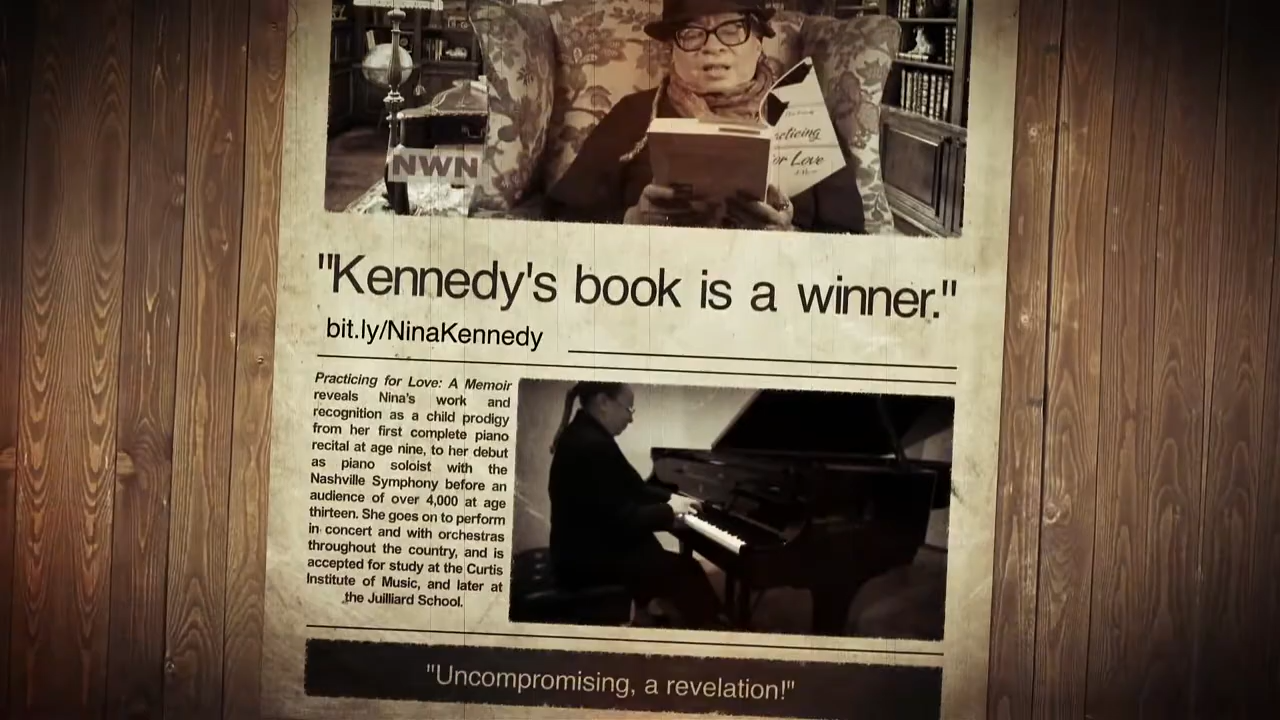 NWN
for Love
"Kennedy's book is a winner."
bit.ly/NinaKennedy
Practicing for Love: A Memoir
reveals Nina's work and
recognition as a child prodigy
from her first complete piano
recital at age nine, to her debut
as piano soloist with the
Nashville Symphony before an
audience of over 4,000 at age
thirteen. She goes on to perform
in concert and with orchestras
throughout the country, and is
accepted for study at the Curtis
Institute of Music, and later at
the Juilliard School.
"Uncompromising, a revelation!"